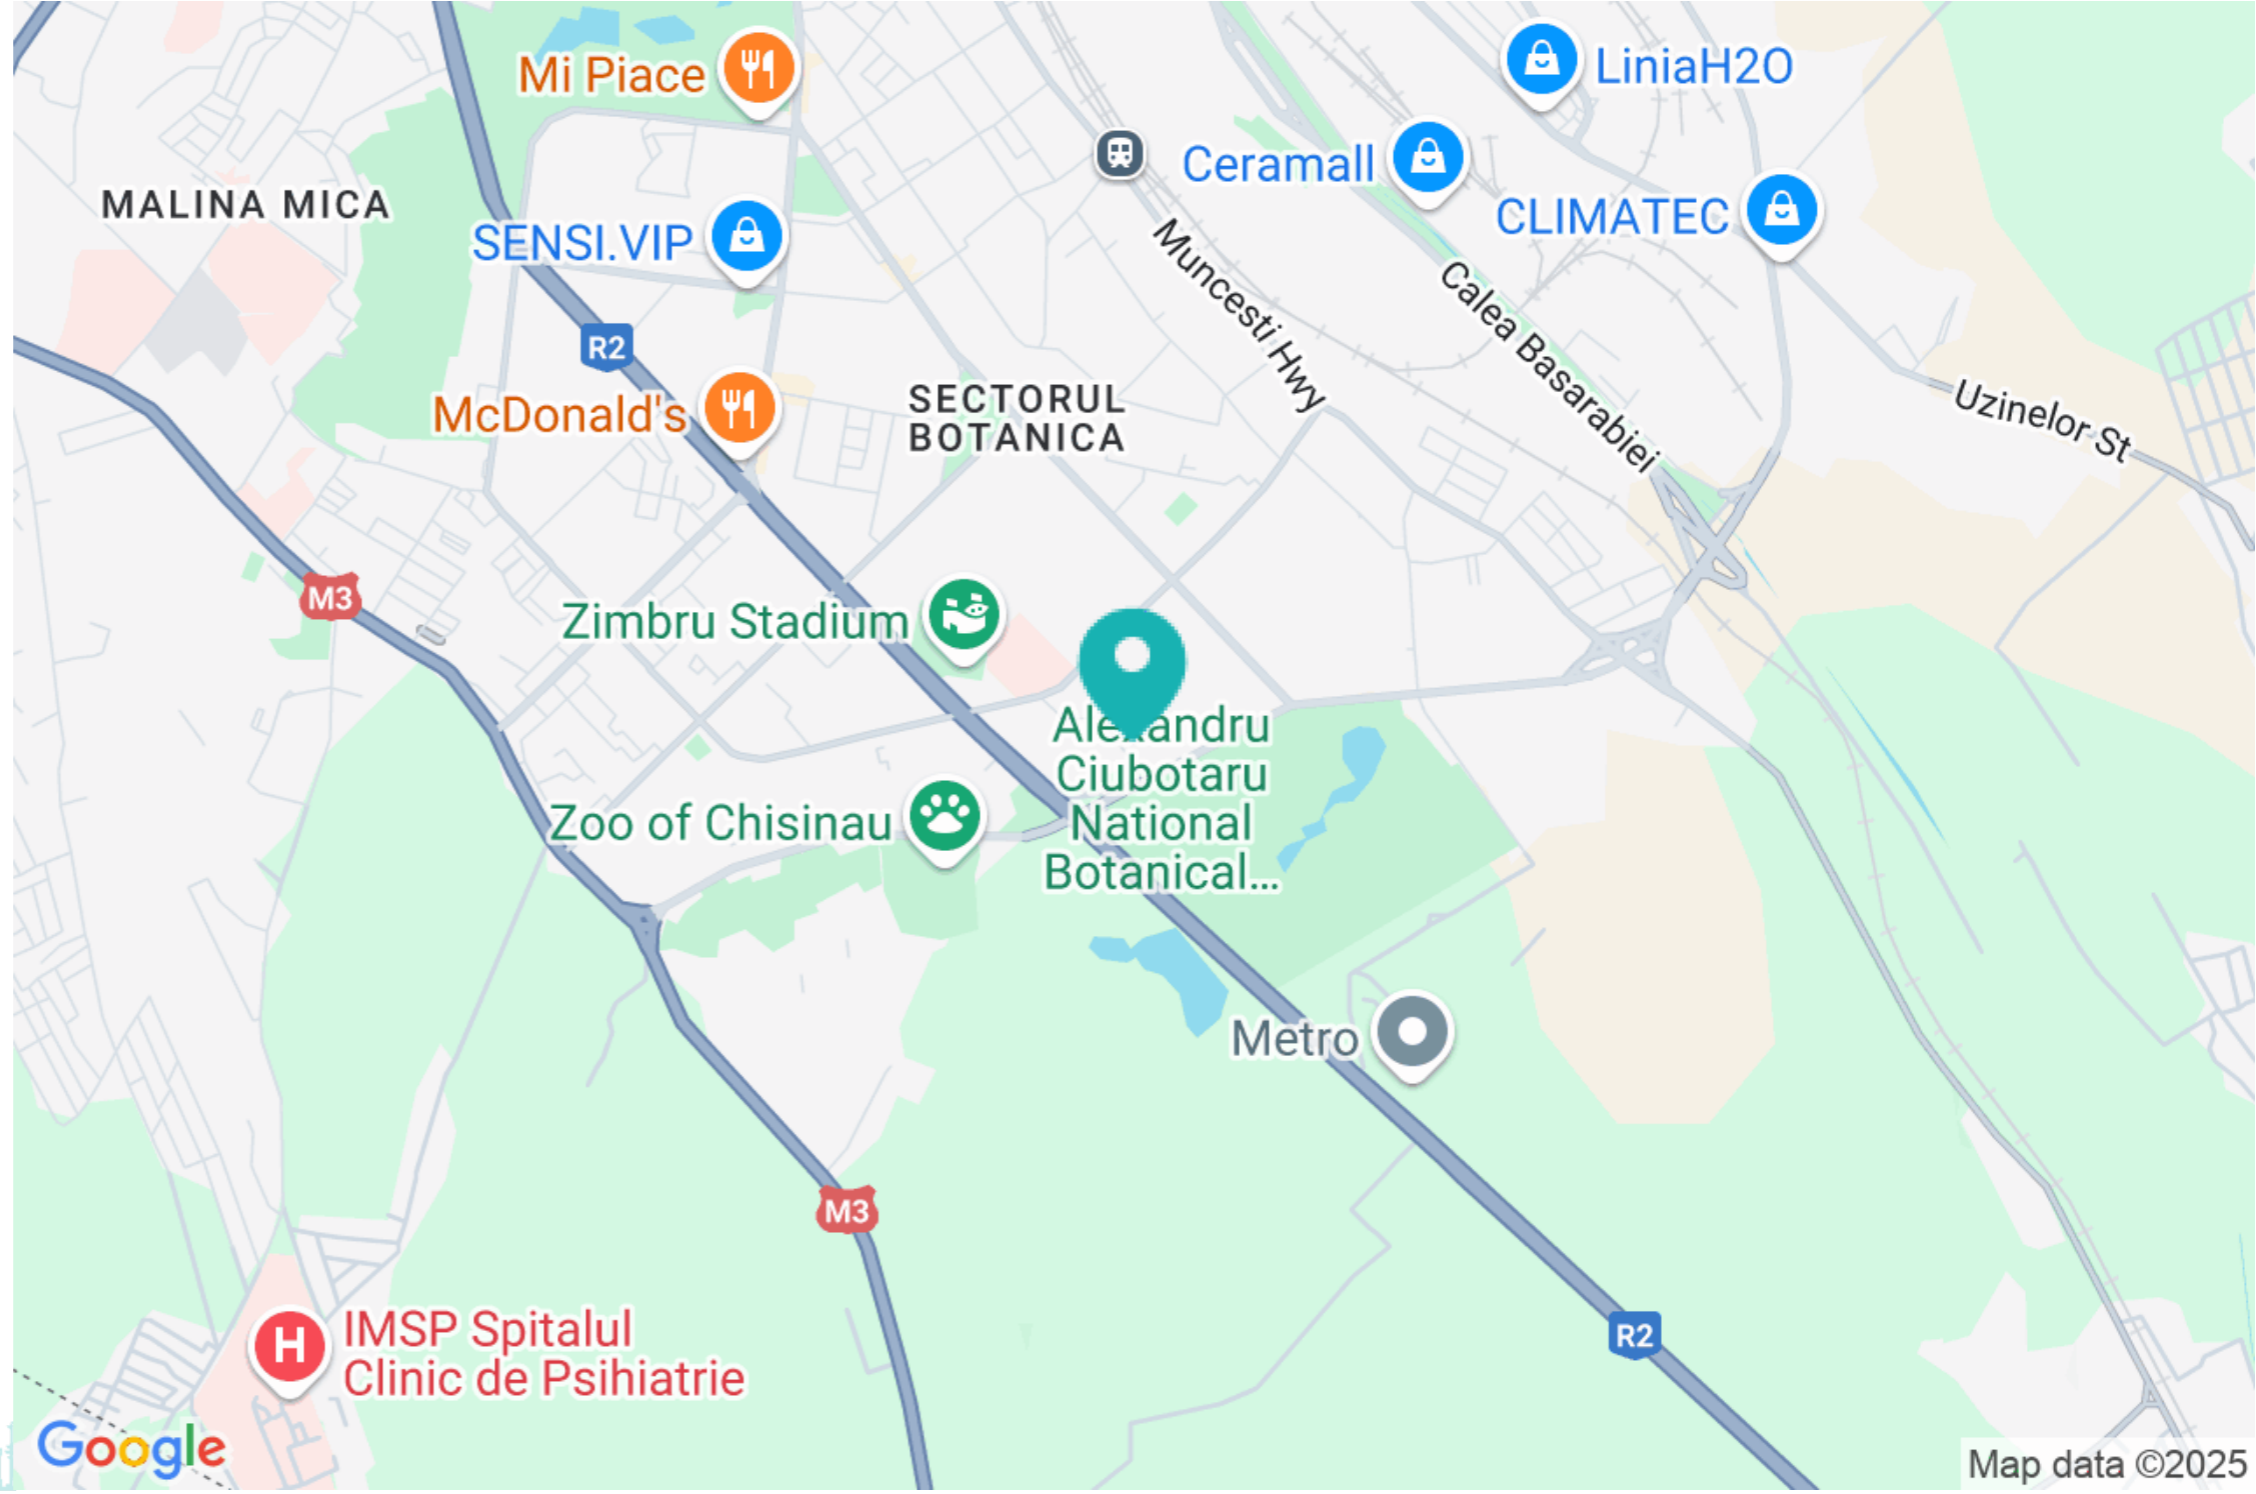 Mi Piace
LiniaH2O
Ceramall
MALINA MICA
CLIMATEC
SENSI.VIP
Muncesti Hwy
Calea Basarabiei
R2
McDonald's
SECTORUL
BOTANICA
Uzinelor St
M3
Zimbru Stadium
Alexandru
Ciubotaru
National
Botanical...
Zoo of Chisinau
Metro
M3
R2
H
IMSP Spitalul
Clinic de Psihiatrie
Google
Map data ©2025